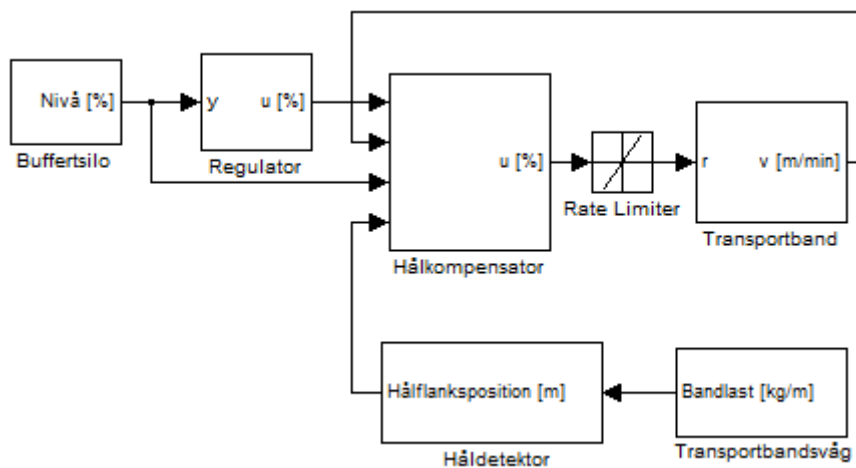 Nivå [%]
Buffertsilo
y
u [%]
Regulator
u [%]
Hålkompensator
Rate Limiter
r
v [m/min]
Transportband
Hålflanksposition [m]
Håldetektor
Bandlast [kg/m]
Transportbandsvåg